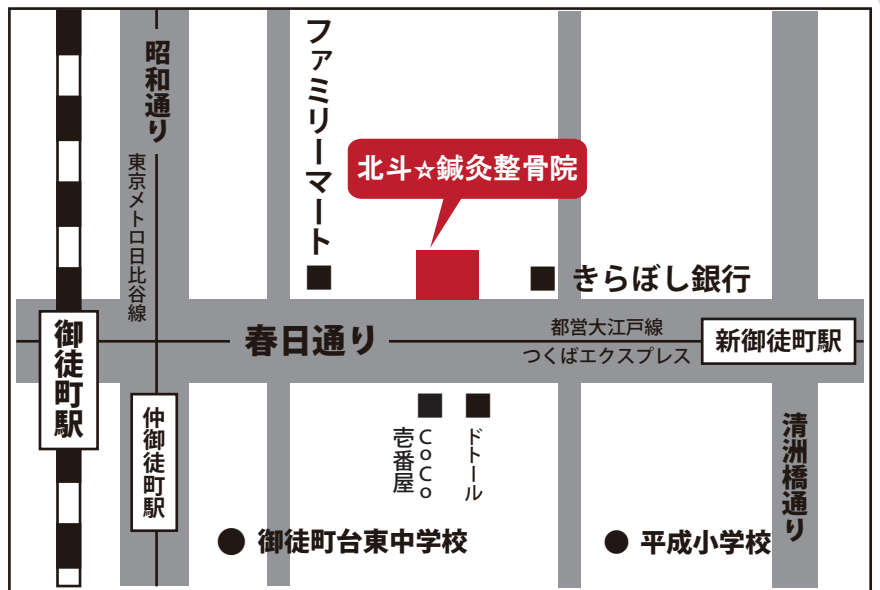 昭和通り
東京メトロ日比谷線
ファミリーマート
北斗☆鍼灸整骨院
きらぼし銀行
御徒町駅
春日通り
都営大江戸線
つくばエクスプレス
新御徒町駅
仲御徒町駅
CoCo
壱番屋
ドトール
清洲橋通り
御徒町台東中学校
平成小学校